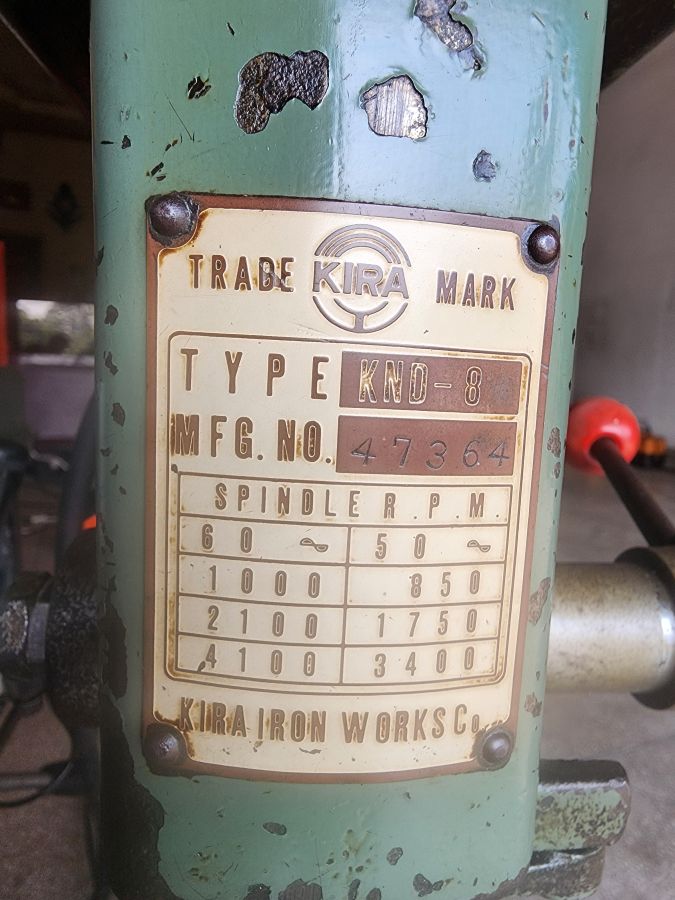 TRADE KIRA MARK
TYPE KND-8
MFG. NO. 47364
SPINDLE R.P.M.
60 ~ 50 ~
1000 850
2100 1750
4100 3400
KIRA IRON WORKS Co.